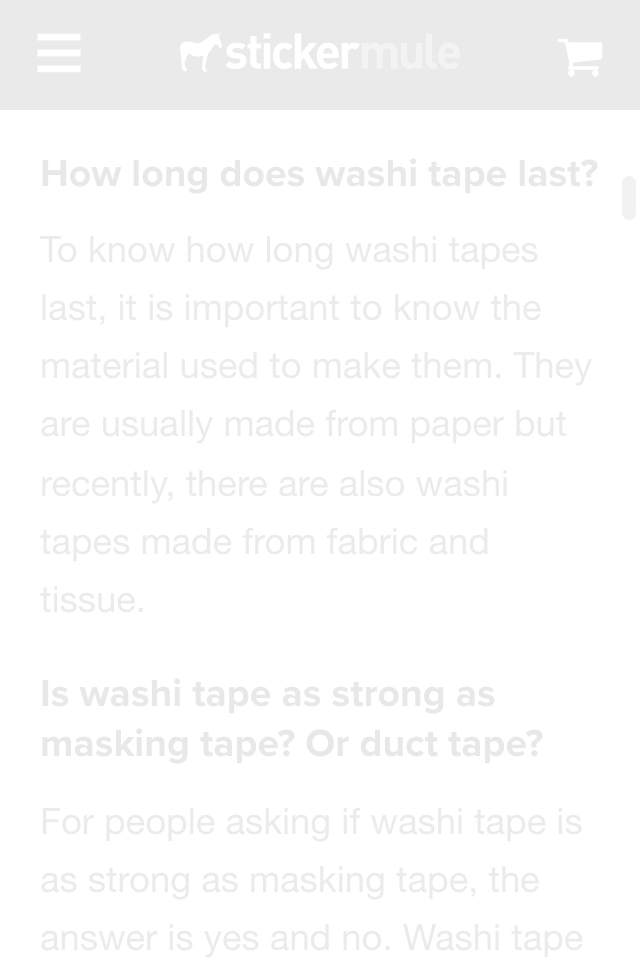 stickermule
How long does washi tape last?
To know how long washi tapes
last, it is important to know the
material used to make them. They
are usually made from paper but
recently, there are also washi
tapes made from fabric and
tissue.
Is washi tape as strong as
masking tape? Or duct tape?
For people asking if washi tape is
as strong as masking tape, the
answer is yes and no. Washi tape